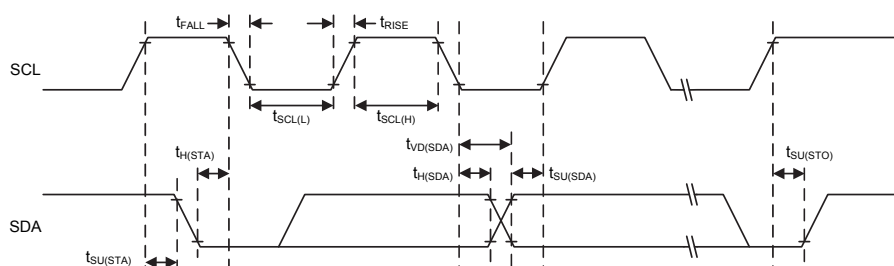 tFALL
tRISE
SCL
tSCL(L)
tSCL(H)
tVD(SDA)
tH(STA)
tH(SDA)
tSU(SDA)
tSU(STO)
SDA
tSU(STA)